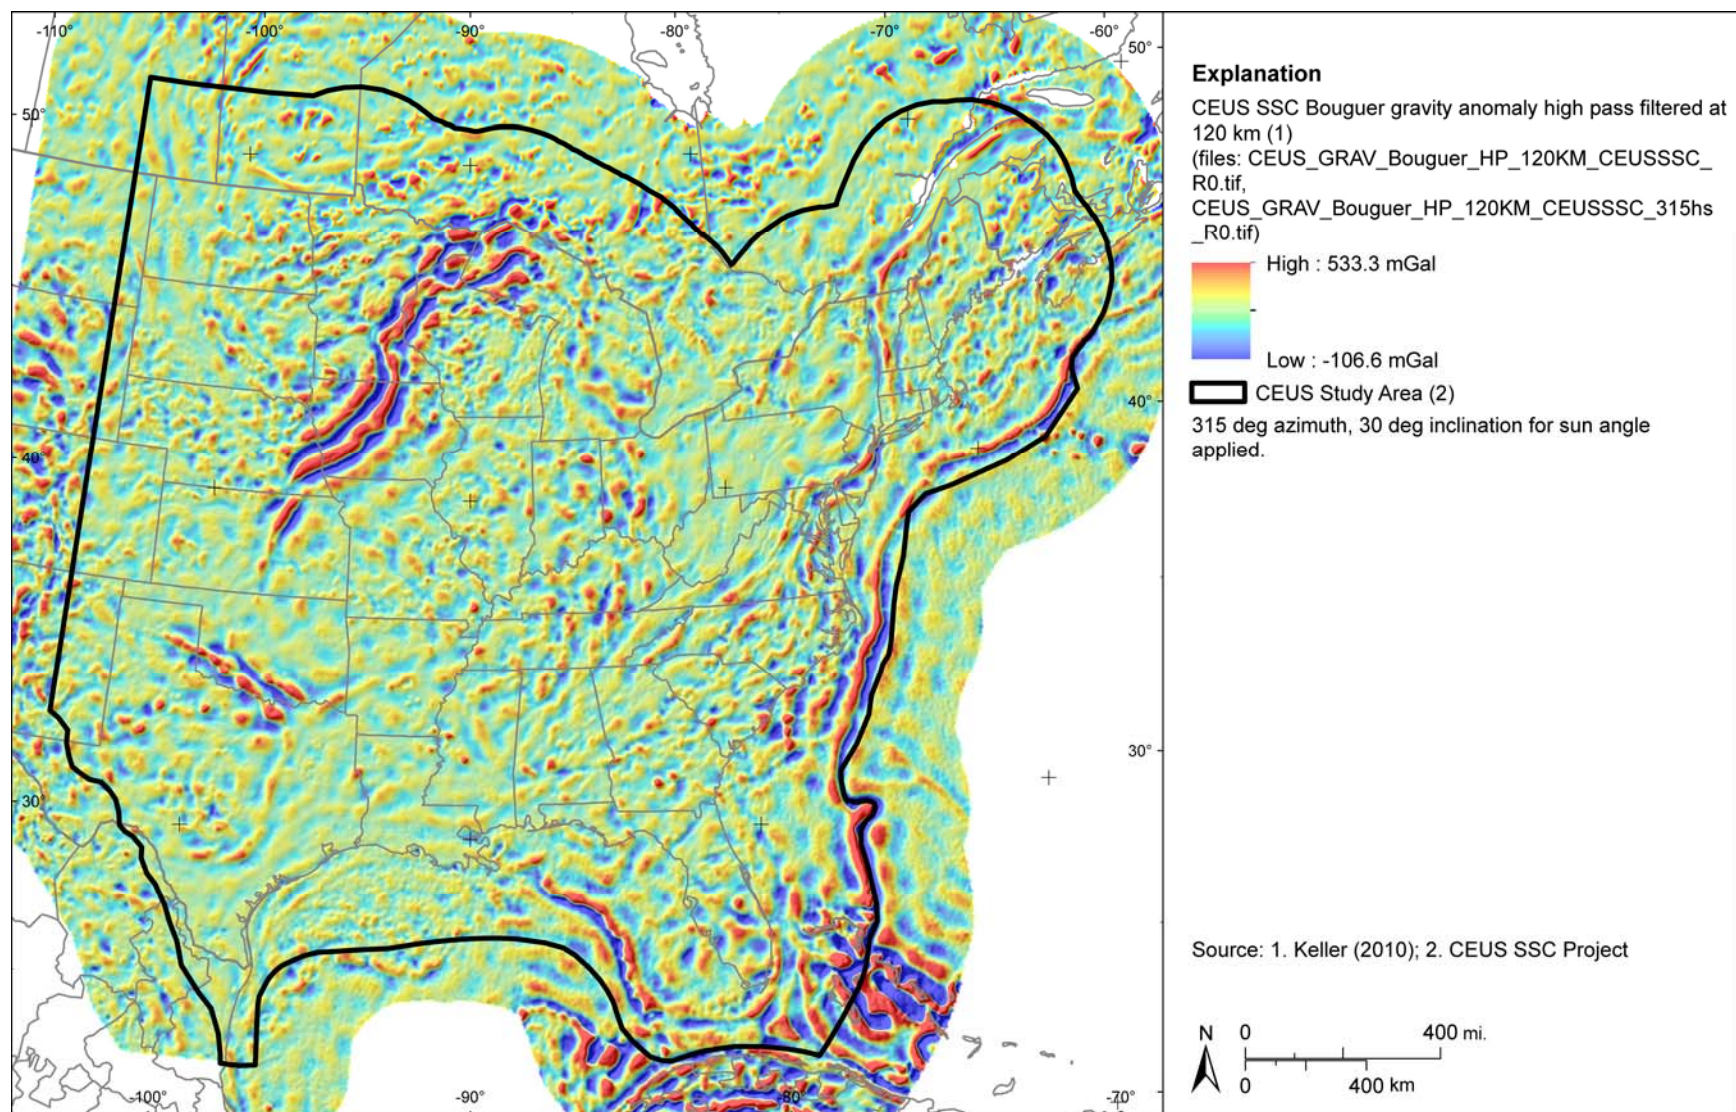 -110°
-100°
-90°
-80°
-70°
-60°
50°
50°
40°
40°
30°
30°
-100°
-90°
-80°
-70°
Explanation
CEUS SSC Bouguer gravity anomaly high pass filtered at
120 km (1)
(files: CEUS_GRAV_Bouguer_HP_120KM_CEUSSSC_
R0.tif,
CEUS_GRAV_Bouguer_HP_120KM_CEUSSSC_315hs
_R0.tif)
High : 533.3 mGal
Low : -106.6 mGal
CEUS Study Area (2)
315 deg azimuth, 30 deg inclination for sun angle
applied.
Source: 1. Keller (2010); 2. CEUS SSC Project
N
0 400 mi.
0 400 km